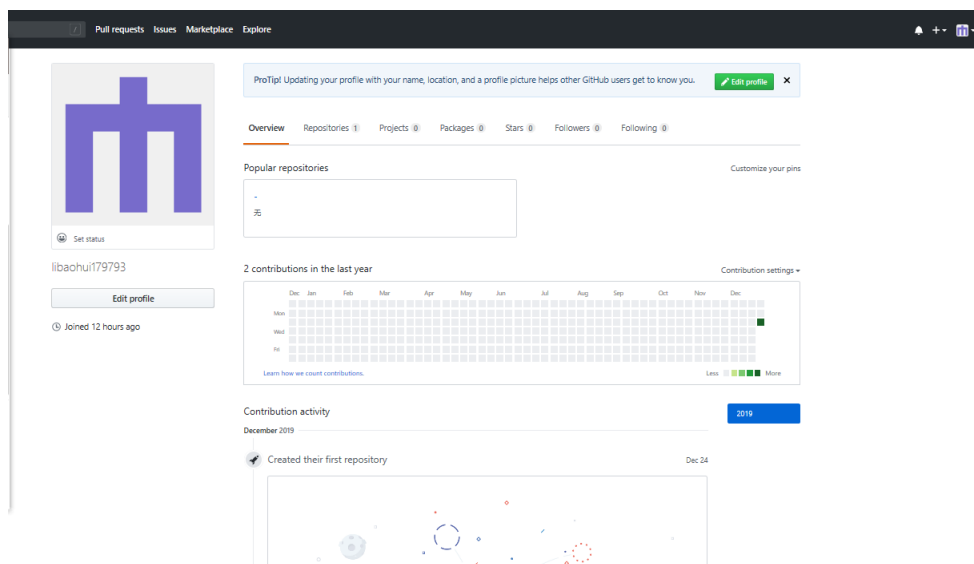 / Pull requests Issues Marketplace Explore
ProTip! Updating your profile with your name, location, and a profile picture helps other GitHub users get to know you. Edit profile ×
Overview Repositories 1 Projects 0 Packages 0 Stars 0 Followers 0 Following 0
Popular repositories Customize your pins
-
无
Set status
libaohui179793
Edit profile
Joined 12 hours ago
2 contributions in the last year Contribution settings
Dec Jan Feb Mar Apr May Jun Jul Aug Sep Oct Nov Dec
Mon
Wed
Fri
Learn how we count contributions. Less More
Contribution activity 2019
December 2019
Created their first repository Dec 24